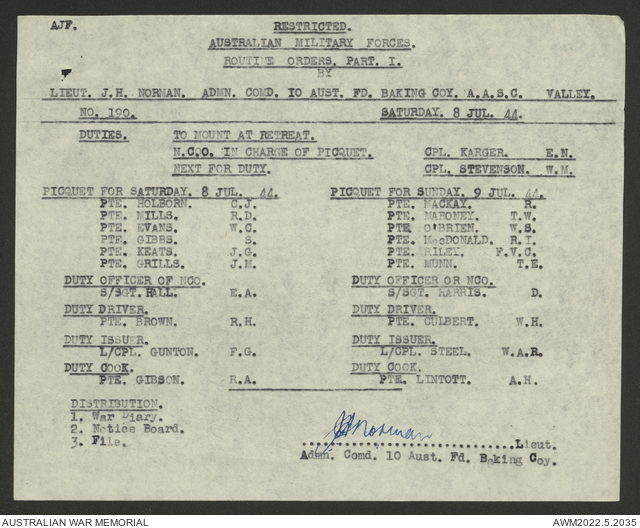 AJF. RESTRICTED.
AUSTRALIAN MILITARY FORCES.
ROUTINE ORDERS. PART. I.
BY
LIEUT. J.H. NORMAN. ADMN. COMD. IO AUST. FD. BAKING COY. A.A.S.C. VALLEY.
NO. 190. SATURDAY. 8 JUL. 44.
DUTIES. TO MOUNT AT RETREAT.
N.C.O. IN CHARGE OF PICQUET. CPL. KARGER. E.N.
NEXT FOR DUTY. CPL. STEVENSON. W.M.
PICQUET FOR SATURDAY. 8 JUL. 44. PICQUET FOR SUNDAY. 9 JUL. 44.
PTE. HOLBORN. C.J. PTE. MACKAY. R.
PTE. MILLS. R.D. PTE. MAHONEY. T.W.
PTE. EVANS. W.C. PTE O'BRIEN. W.S.
PTE. GIBBS. S. PTE. MacDONALD. R.I.
PTE. KEATS. J.G. PTE. RILEY. F.V.C.
PTE. GRILLS. J.M. PTE. MUNN. T.E.
DUTY OFFICER OF NCO. DUTY OFFICER OR NCO.
S/SGT. HALL. E.A. S/SGT. HARRIS. D.
DUTY DRIVER. DUTY DRIVER.
PTE. BROWN. R.H. PTE. CULBERT. W.H.
DUTY ISSUER. DUTY ISSUER.
L/CPL. GUNTON. F.G. L/CPL. STEEL. W.A.R.
DUTY COOK. DUTY COOK.
PTE. GIBSON. R.A. PTE. LINTOTT. A.H.
DISTRIBUTION.
1. War Diary.
2. Notice Board.
3. File.
JHNorman
Lieut.
Admn. Comd. 10 Aust. Fd. Baking Coy.
AUSTRALIAN WAR MEMORIAL AWM2022.5.2035